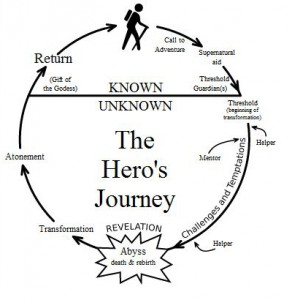 Call to
Adventure
Supernatural
aid
Threshold
Guardian(s)
KNOWN
UNKNOWN
Threshold
(beginning of
transformation)
Helper
Mentor
Challenges and Temptations
Helper
REVELATION
Abyss
death & rebirth
Transformation
Atonement
(Gift of
the Godess)
Return
The
Hero's
Journey